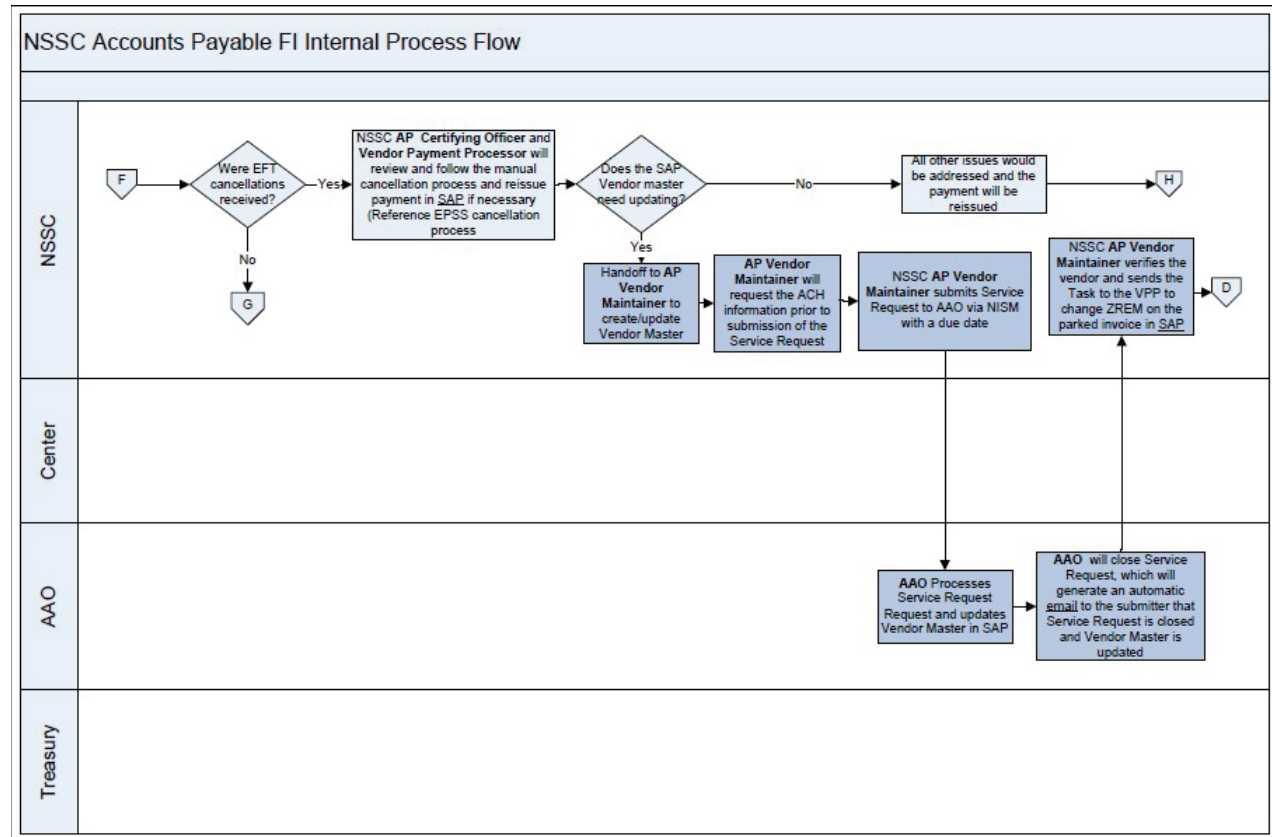 NSSC Accounts Payable FI Internal Process Flow
NSSC
F
Were EFT
cancellations
received?
Yes
No
G
NSSC AP Certifying Officer and
Vendor Payment Processor will
review and follow the manual
cancellation process and reissue
payment in SAP if necessary
(Reference EPSS cancellation
process
Does the SAP
Vendor master
need updating?
No
All other issues would
be addressed and the
payment will be
reissued
H
Yes
Handoff to AP
Vendor
Maintainer to
create/update
Vendor Master
AP Vendor
Maintainer will
request the ACH
information prior to
submission of the
Service Request
NSSC AP Vendor
Maintainer submits Service
Request to AAO via NISM
with a due date
NSSC AP Vendor
Maintainer verifies the
vendor and sends the
Task to the VPP to
change ZREM on the
parked invoice in SAP
D
Center
AAO
AAO Processes
Service Request
Request and updates
Vendor Master in SAP
AAO will close Service
Request, which will
generate an automatic
email to the submitter that
Service Request is closed
and Vendor Master is
updated
Treasury